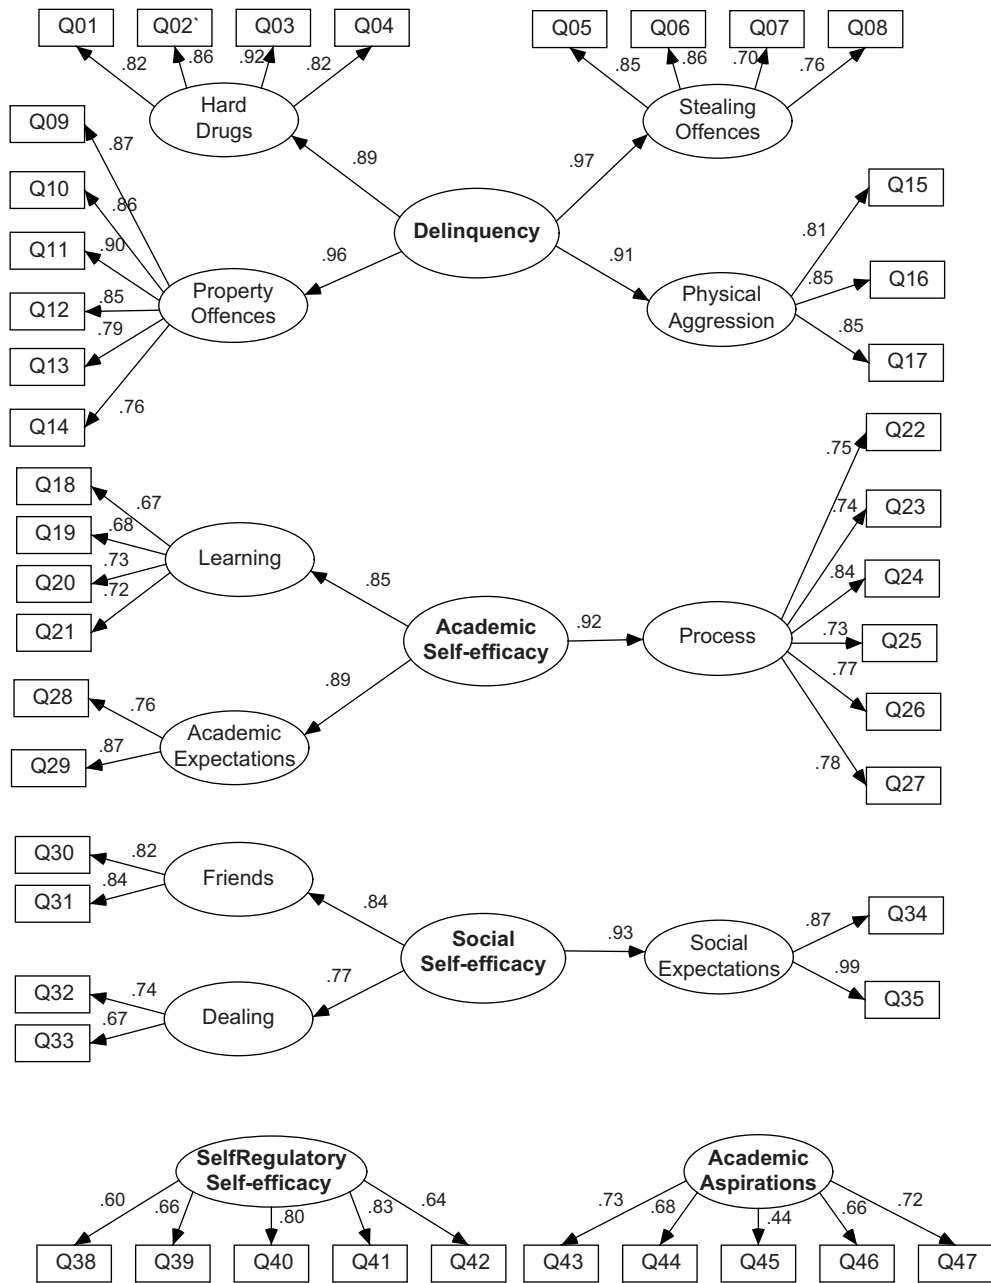 Q01
Q02`
Q03
Q04
.82
.86
.92
.82
Hard
Drugs
Q05
Q06
Q07
Q08
.85
.86
.70
.76
Stealing
Offences
.89
.97
Delinquency
.96
.91
Q09
Q10
Q11
Q12
Q13
Q14
.87
.86
.90
.85
.79
.76
Property
Offences
Physical
Aggression
.81
.85
.85
Q15
Q16
Q17
Q18
Q19
Q20
Q21
.67
.68
.73
.72
Learning
.85
Academic
Self-efficacy
.92
.89
Process
.75
.74
.84
.73
.77
.78
Q22
Q23
Q24
Q25
Q26
Q27
Q28
Q29
.76
.87
Academic
Expectations
Q30
Q31
.82
.84
Friends
.84
Social
Self-efficacy
.93
.77
Social
Expectations
.87
.99
Q34
Q35
Q32
Q33
.74
.67
Dealing
SelfRegulatory
Self-efficacy
.60
.66
.80
.83
.64
Q38
Q39
Q40
Q41
Q42
Academic
Aspirations
.73
.68
.44
.66
.72
Q43
Q44
Q45
Q46
Q47